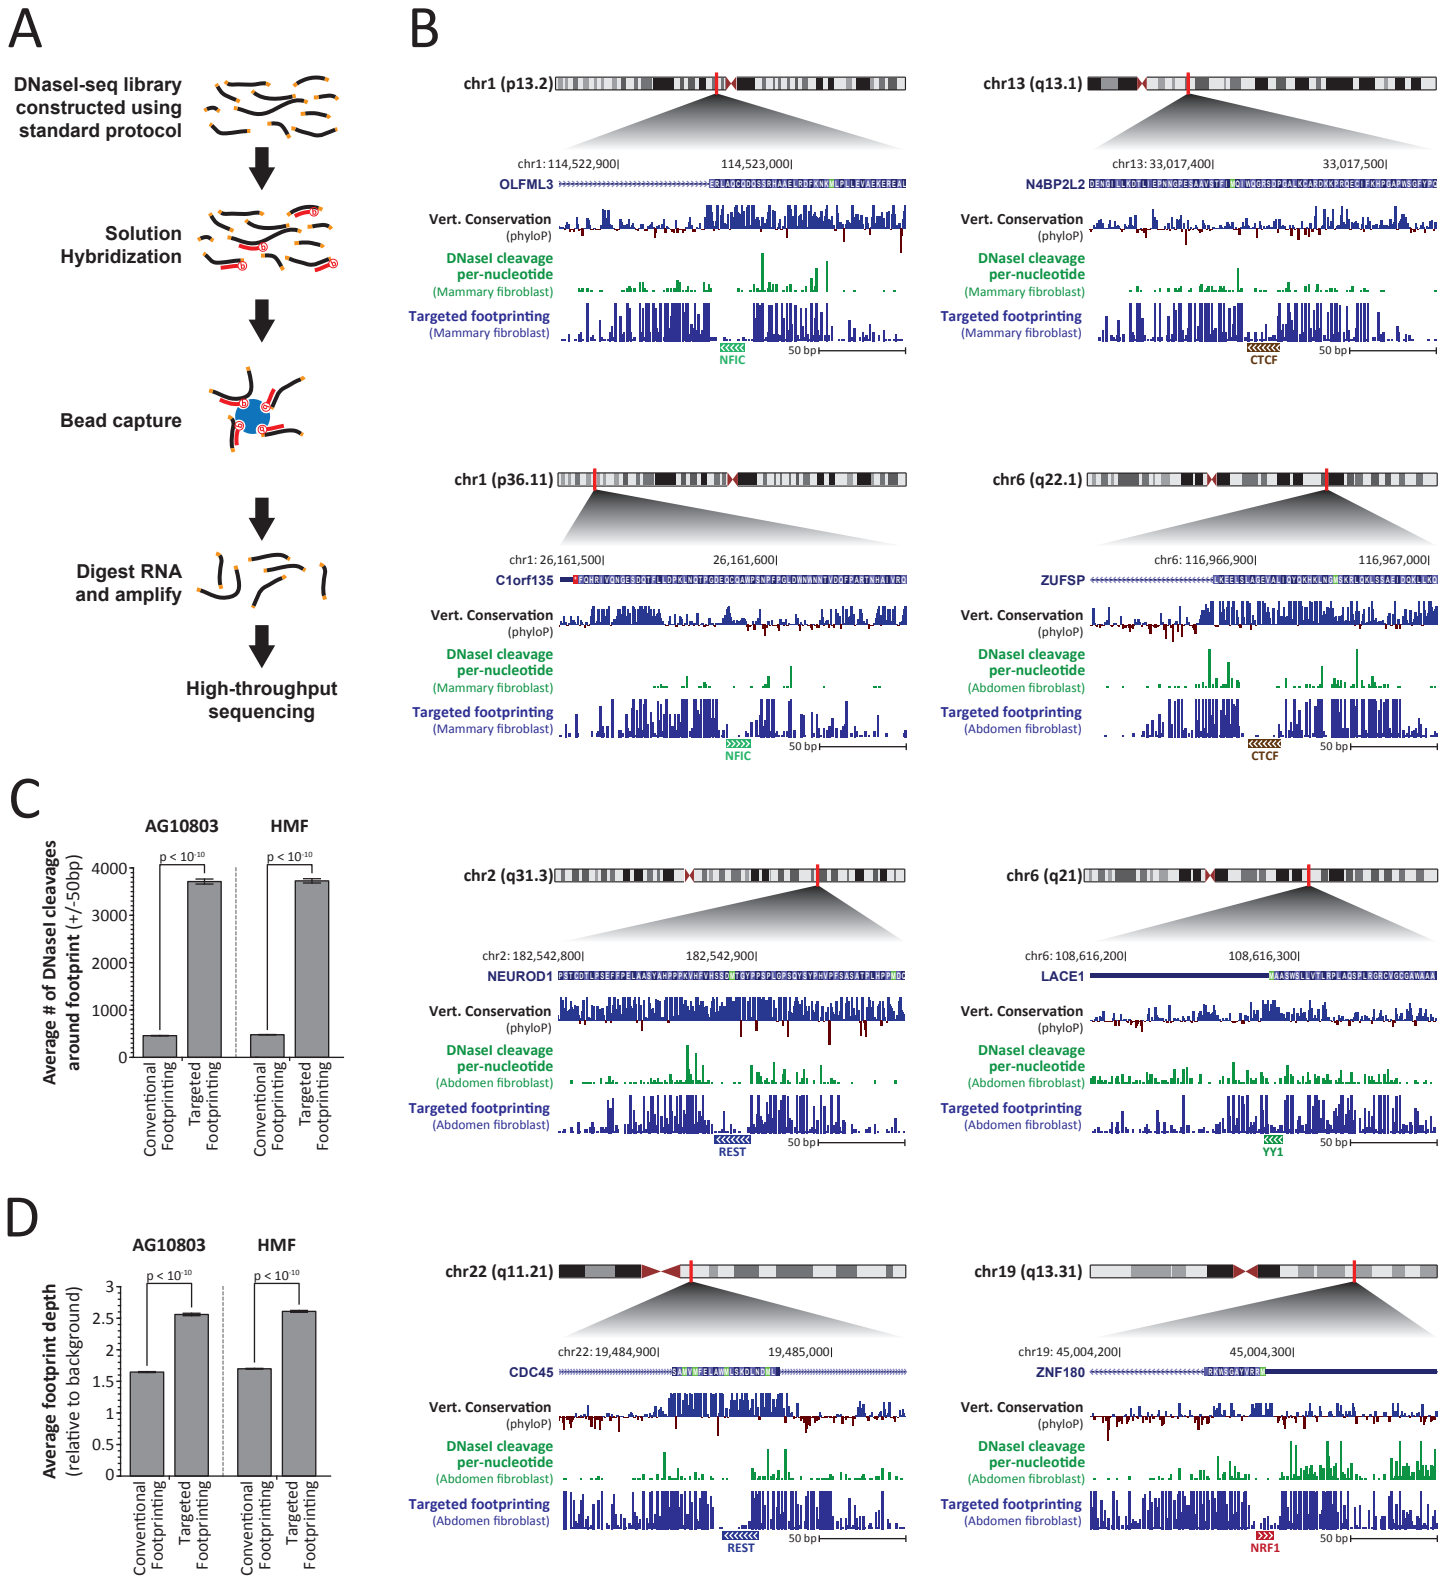 A
DNaseI-seq library
constructed using
standard protocol
Solution
Hybridization
Bead capture
Digest RNA
and amplify
High-throughput
sequencing
B
chr1 (p13.2)
chr1: 114,522,900
114,523,000
OLFML3
Vert. Conservation
(phyloP)
DNaseI cleavage
per-nucleotide
(Mammary fibroblast)
Targeted footprinting
(Mammary fibroblast)
50 bp
NFIC
chr13 (q13.1)
chr13: 33,017,400
33,017,500
N4BP2L2
Vert. Conservation
(phyloP)
DNaseI cleavage
per-nucleotide
(Mammary fibroblast)
Targeted footprinting
(Mammary fibroblast)
50 bp
CTCF
chr1 (p36.11)
chr1: 26,161,500
26,161,600
C1orf135
Vert. Conservation
(phyloP)
DNaseI cleavage
per-nucleotide
(Mammary fibroblast)
Targeted footprinting
(Mammary fibroblast)
50 bp
NFIC
chr6 (q22.1)
chr6: 116,966,900
116,967,000
ZUFSP
Vert. Conservation
(phyloP)
DNaseI cleavage
per-nucleotide
(Abdomen fibroblast)
Targeted footprinting
(Abdomen fibroblast)
50 bp
CTCF
chr2 (q31.3)
chr2: 182,542,800
182,542,900
NEUROD1
Vert. Conservation
(phyloP)
DNaseI cleavage
per-nucleotide
(Abdomen fibroblast)
Targeted footprinting
(Abdomen fibroblast)
50 bp
REST
chr6 (q21)
chr6: 108,616,200
108,616,300
LACE1
Vert. Conservation
(phyloP)
DNaseI cleavage
per-nucleotide
(Abdomen fibroblast)
Targeted footprinting
(Abdomen fibroblast)
50 bp
YY1
chr22 (q11.21)
chr22: 19,484,900
19,485,000
CDC45
Vert. Conservation
(phyloP)
DNaseI cleavage
per-nucleotide
(Abdomen fibroblast)
Targeted footprinting
(Abdomen fibroblast)
50 bp
REST
chr19 (q13.31)
chr19: 45,004,200
45,004,300
ZNF180
Vert. Conservation
(phyloP)
DNaseI cleavage
per-nucleotide
(Abdomen fibroblast)
Targeted footprinting
(Abdomen fibroblast)
50 bp
NRF1
C
AG10803
HMF
p < 10-10
p < 10-10
Average # of DNaseI cleavages
around footprint (+/-50bp)
4000
3000
2000
1000
0
Conventional
Footprinting
Targeted
Footprinting
Conventional
Footprinting
Targeted
Footprinting
D
AG10803
HMF
p < 10-10
p < 10-10
Average footprint depth
(relative to background)
3
2.5
2
1.5
1
0.5
0
Conventional
Footprinting
Targeted
Footprinting
Conventional
Footprinting
Targeted
Footprinting